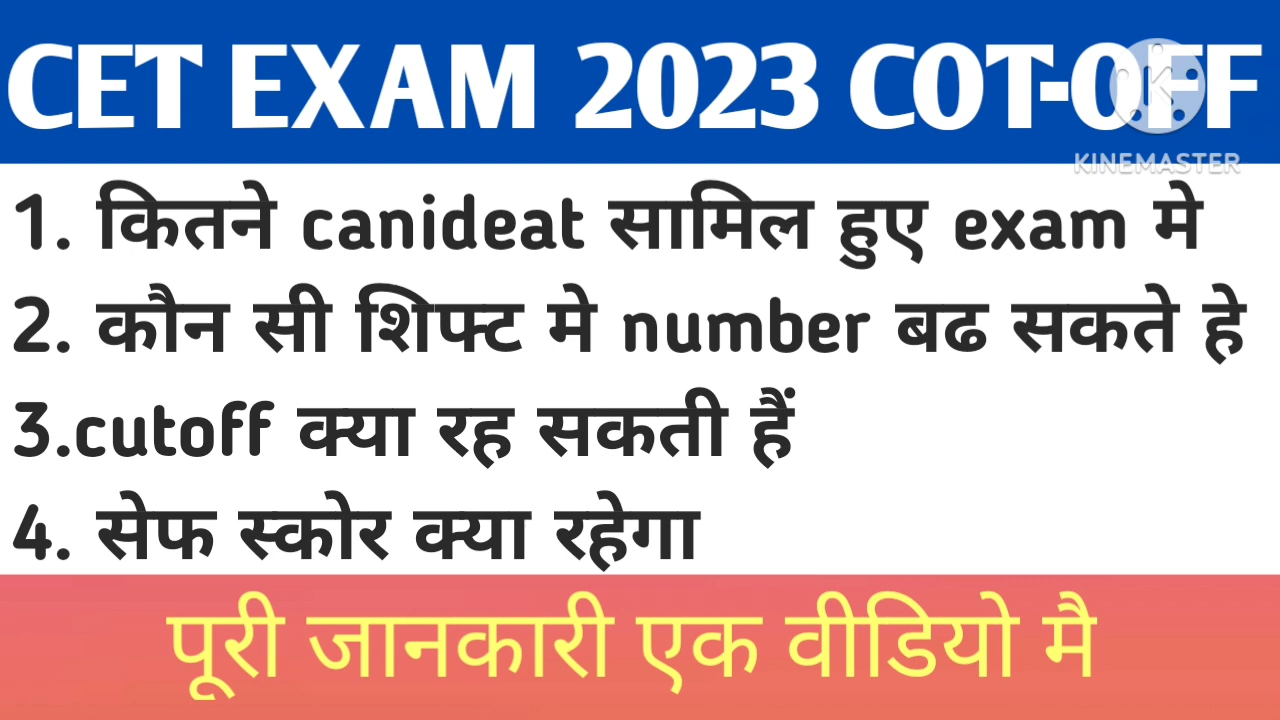 CET EXAM 2023 COT-OFF
KINEMASTER
1. कितने canideat सामिल हुए exam मे
2. कौन सी शिफ्ट मे number बढ सकते हे
3.cutoff क्या रह सकती हैं
4. सेफ स्कोर क्या रहेगा
पूरी जानकारी एक वीडियो मै